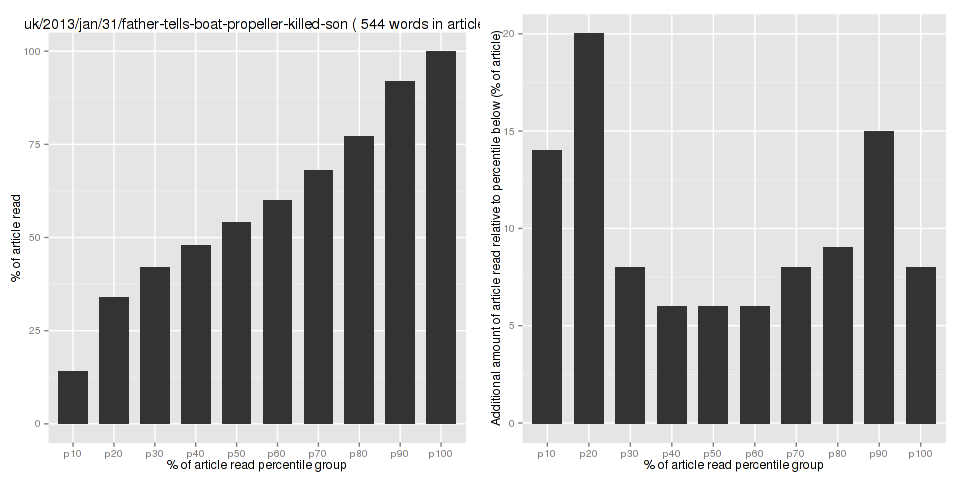 uk/2013/jan/31/father-tells-boat-propeller-killed-son ( 544 words in article
% of article read
100
75
50
25
0
p10 p20 p30 p40 p50 p60 p70 p80 p90 p100
% of article read percentile group
Additional amount of article read relative to percentile below (% of article)
20
15
10
5
0
p10 p20 p30 p40 p50 p60 p70 p80 p90 p100
% of article read percentile group